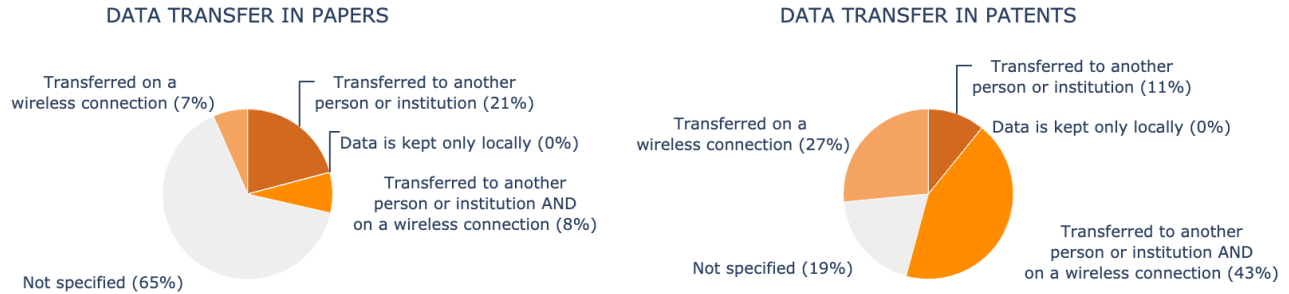 DATA TRANSFER IN PAPERS
Transferred on a
wireless connection (7%)
Transferred to another
person or institution (21%)
Data is kept only locally (0%)
Transferred to another
person or institution AND
on a wireless connection (8%)
Not specified (65%)
DATA TRANSFER IN PATENTS
Transferred to another
person or institution (11%)
Data is kept only locally (0%)
Transferred on a
wireless connection (27%)
Transferred to another
person or institution AND
on a wireless connection (43%)
Not specified (19%)